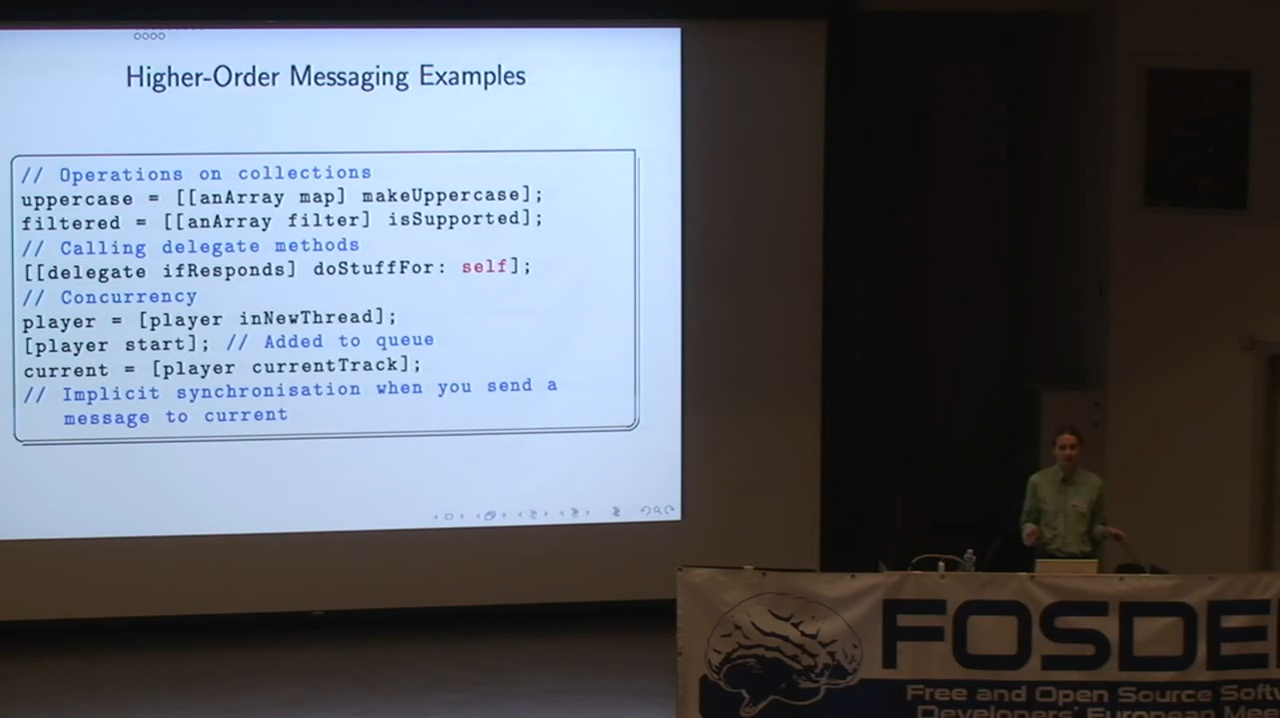 Higher-Order Messaging Examples
// Operations on collections
uppercase = [[anArray map] makeUppercase];
filtered = [[anArray filter] isSupported];
// Calling delegate methods
[[delegate ifResponds] doStuffFor: self];
// Concurrency
player = [player inNewThread];
[player start]; // Added to queue
current = [player currentTrack];
// Implicit synchronisation when you send a
message to current
FOSDE
Free and Open Source Softw
Developers' European Mee